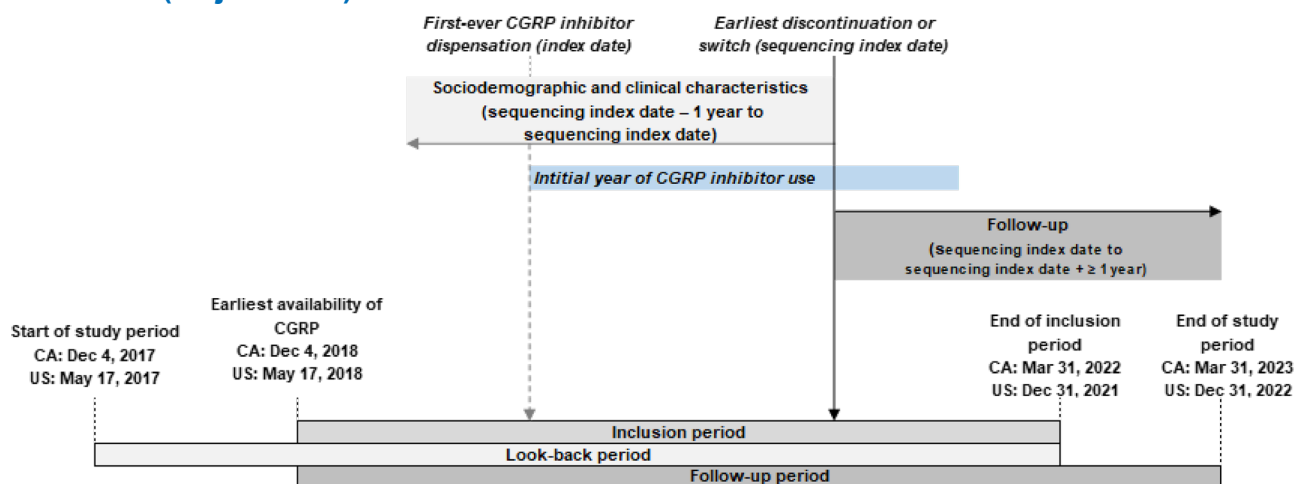 First-ever CGRP inhibitor
dispensation (index date)
Earliest discontinuation or
switch (sequencing index date)
Sociodemographic and clinical characteristics
(sequencing index date – 1 year to
sequencing index date)
Intitial year of CGRP inhibitor use
Follow-up
(sequencing index date to
sequencing index date + ≥ 1 year)
Start of study period
CA: Dec 4, 2017
US: May 17, 2017
Earliest availability of
CGRP
CA: Dec 4, 2018
US: May 17, 2018
End of inclusion
period
CA: Mar 31, 2022
US: Dec 31, 2021
End of study
period
CA: Mar 31, 2023
US: Dec 31, 2022
Inclusion period
Look-back period
Follow-up period